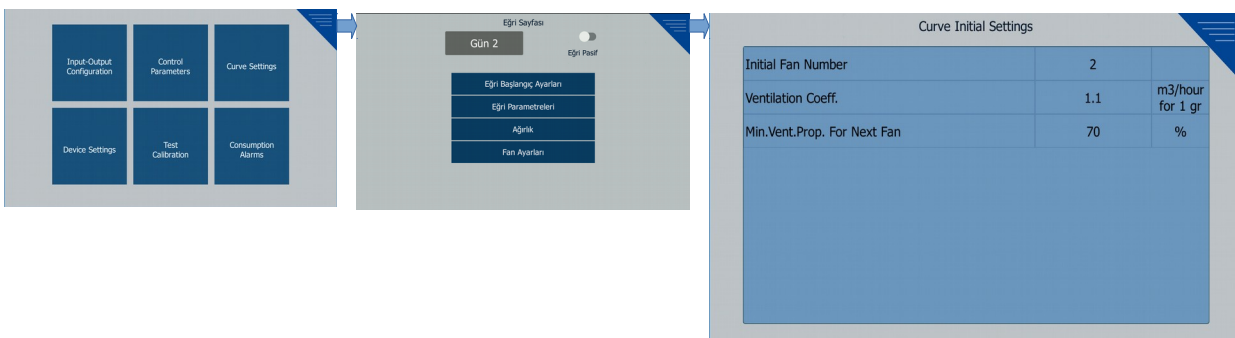 Input-Output
Configuration
Control
Parameters
Curve Settings
Device Settings
Test
Calibration
Consumption
Alarms
Eğri Sayfası
Gün 2
Eğri Pasif
Eğri Başlangıç Ayarları
Eğri Parametreleri
Ağırlık
Fan Ayarları
Curve Initial Settings
Initial Fan Number 2
Ventilation Coeff. 1.1 m3/hour
for 1 gr
Min.Vent.Prop. For Next Fan 70 %